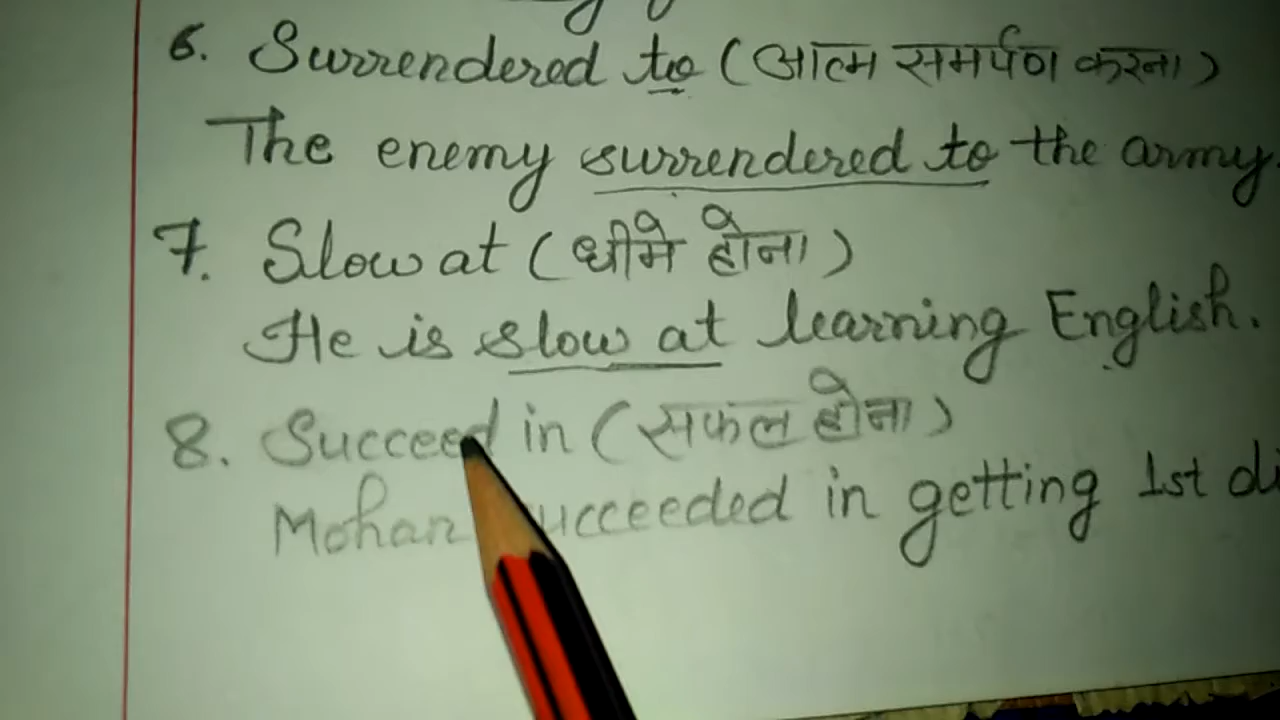 6. Surrendered to (आत्म समर्पण करना)
The enemy surrendered to the army.
7. Slow at (धीमे होना)
He is slow at learning English.
8. Succeed in (सफल होना)
Mohan succeeded in getting 1st